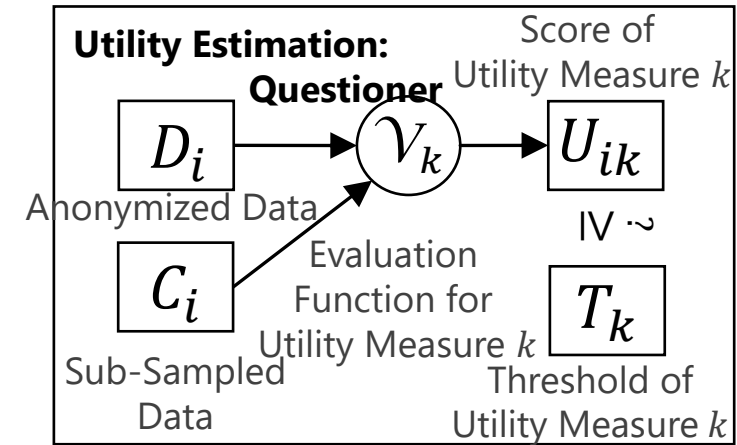 Utility Estimation:
Questioner
Score of
Utility Measure k
D_i
𝒱_k
U_ik
Anonymized Data
≥ ?
C_i
Evaluation
Function for
Utility Measure k
T_k
Sub-Sampled
Data
Threshold of
Utility Measure k